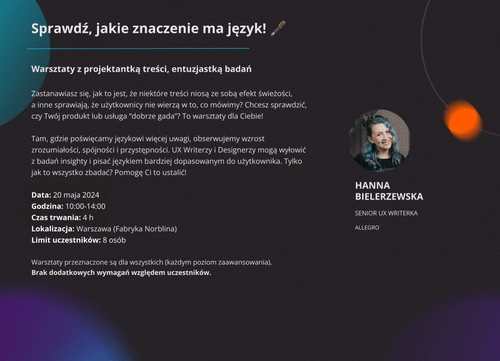 Sprawdź, jakie znaczenie ma język! 🖋️
Warsztaty z projektantką treści, entuzjastką badań
Zastanawiasz się, jak to jest, że niektóre treści niosą ze sobą efekt świeżości,
a inne sprawiają, że użytkownicy nie wierzą w to, co mówimy? Chcesz sprawdzić,
czy Twój produkt lub usługa "dobrze gada"? To warsztaty dla Ciebie!
Tam, gdzie poświęcamy językowi więcej uwagi, obserwujemy wzrost
zrozumiałości, spójności i przystępności. UX Writerzy i Designerzy mogą wyłowić
z badań insighty i pisać językiem bardziej dopasowanym do użytkownika. Tylko
jak to wszystko zbadać? Pomogę Ci to ustalić!
Data: 20 maja 2024
Godzina: 10:00-14:00
Czas trwania: 4 h
Lokalizacja: Warszawa (Fabryka Norblina)
Limit uczestników: 8 osób
Warsztaty przeznaczone są dla wszystkich (każdym poziom zaawansowania).
Brak dodatkowych wymagań względem uczestników.
HANNA
BIELERZEWSKA
SENIOR UX WRITERKA
ALLEGRO